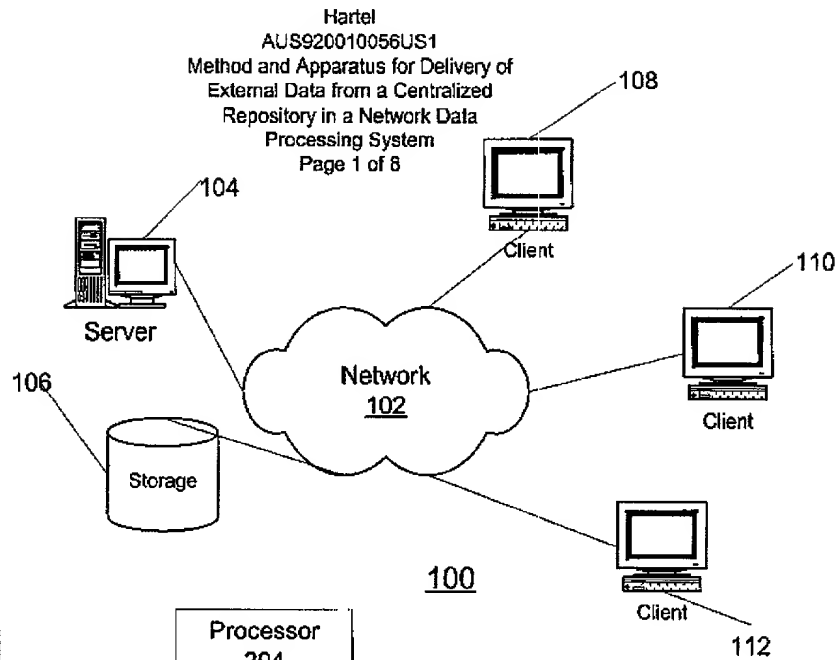 Hartel
AUS920010056US1
Method and Apparatus for Delivery of
External Data from a Centralized
Repository in a Network Data
Processing System
Page 1 of 8
108
104
Client
110
Server
Network
102
106
Client
Storage
100
Client
112
Processor